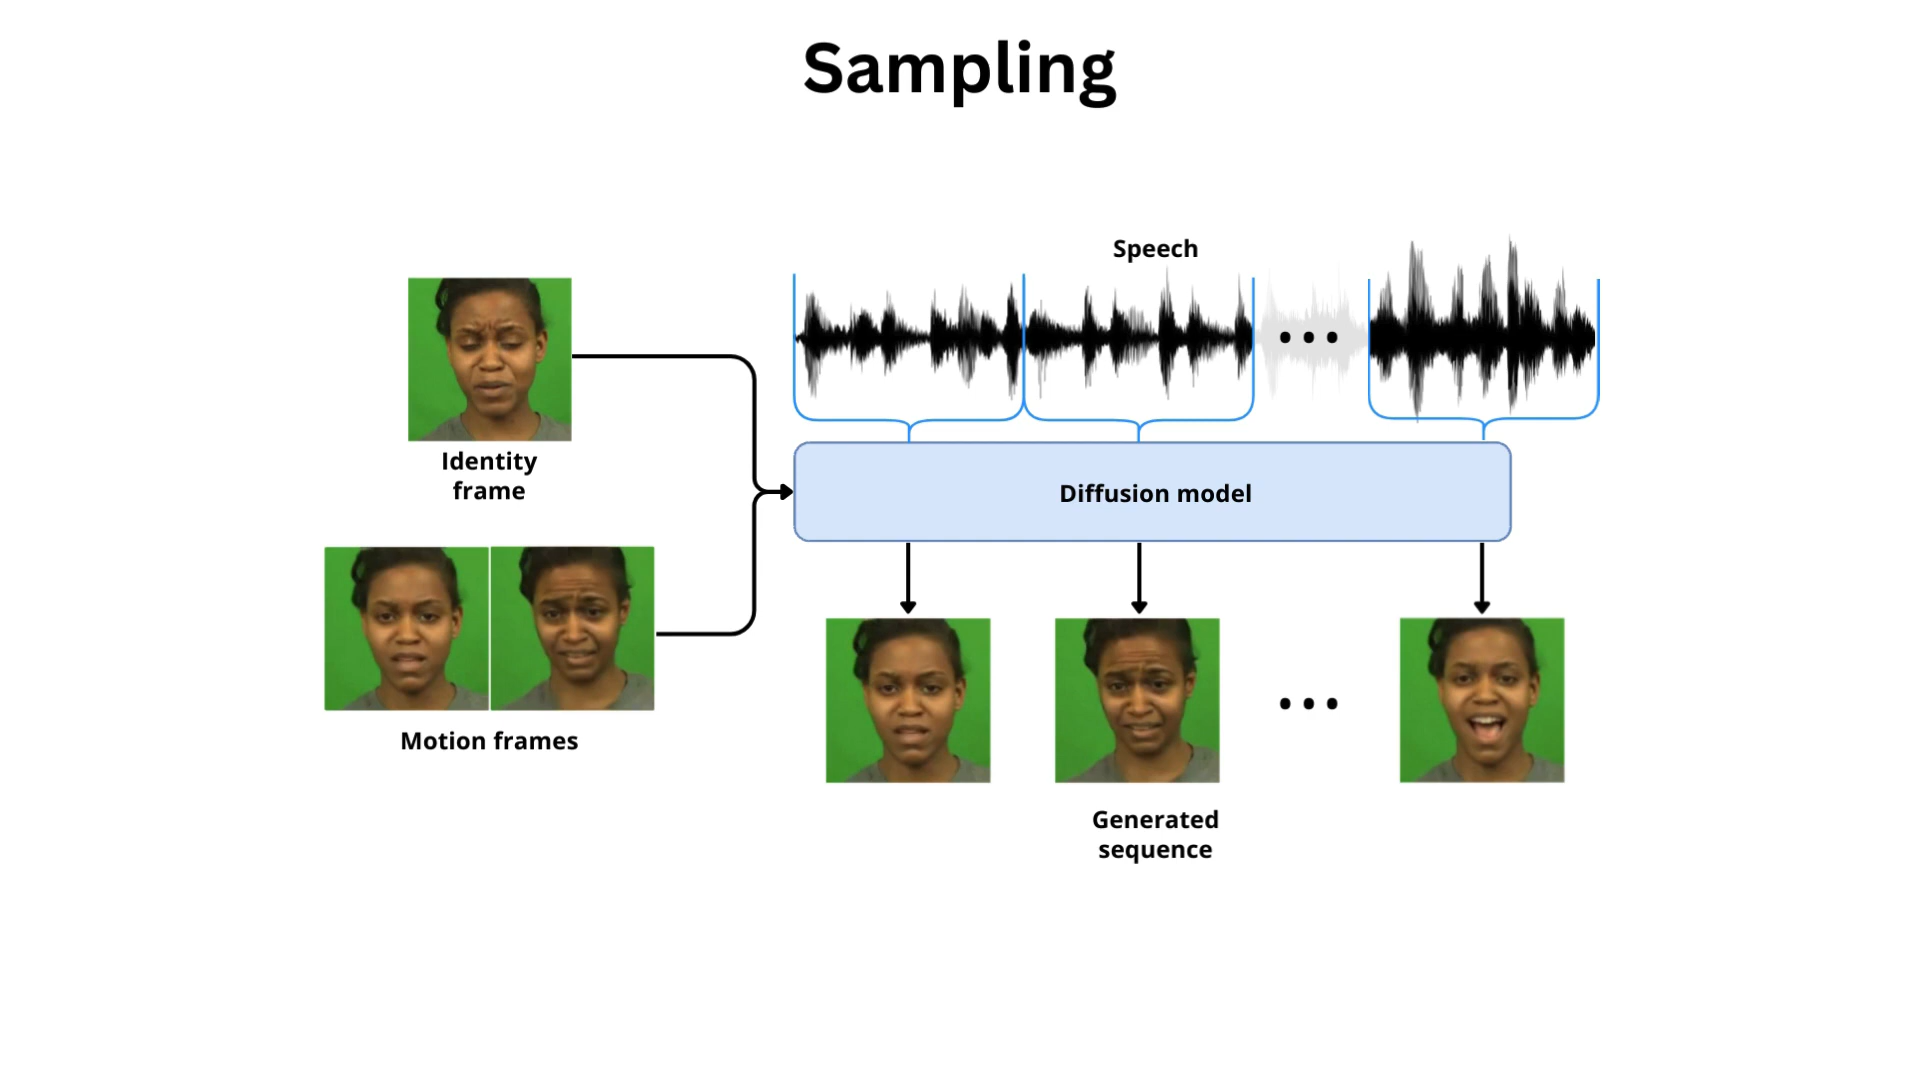 Sampling
Speech
Identity
frame
Diffusion model
Motion frames
Generated
sequence